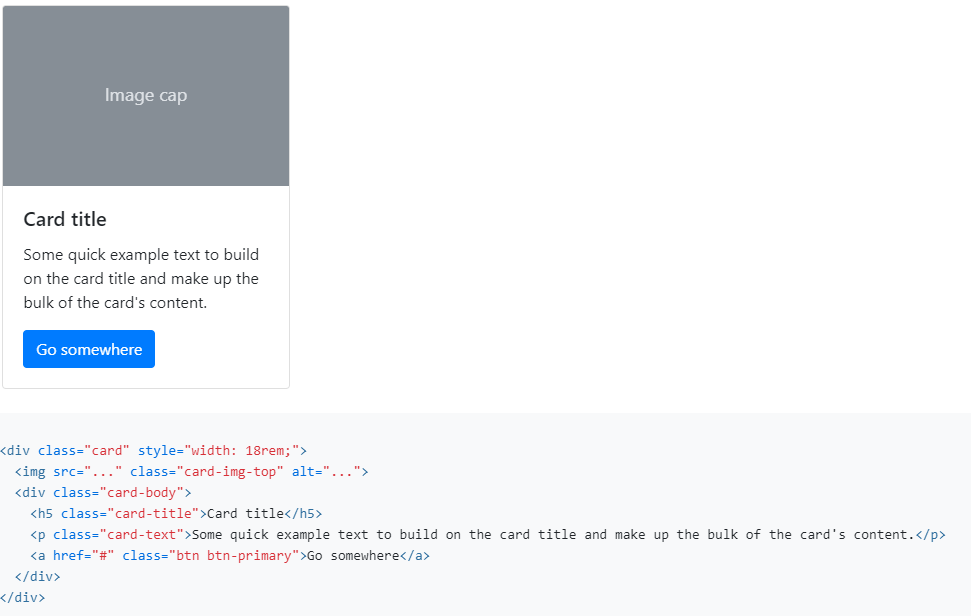 Image cap
Card title
Some quick example text to build
on the card title and make up the
bulk of the card's content.
Go somewhere
<div class="card" style="width: 18rem;">
  <img src="..." class="card-img-top" alt="...">
  <div class="card-body">
    <h5 class="card-title">Card title</h5>
    <p class="card-text">Some quick example text to build on the card title and make up the bulk of the card's content.</p>
    <a href="#" class="btn btn-primary">Go somewhere</a>
  </div>
</div>